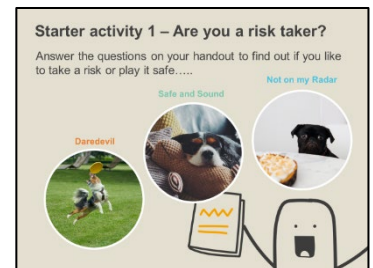 Starter activity 1 – Are you a risk taker?
Answer the questions on your handout to find out if you like
to take a risk or play it safe…..
Not on my Radar
Safe and Sound
Daredevil